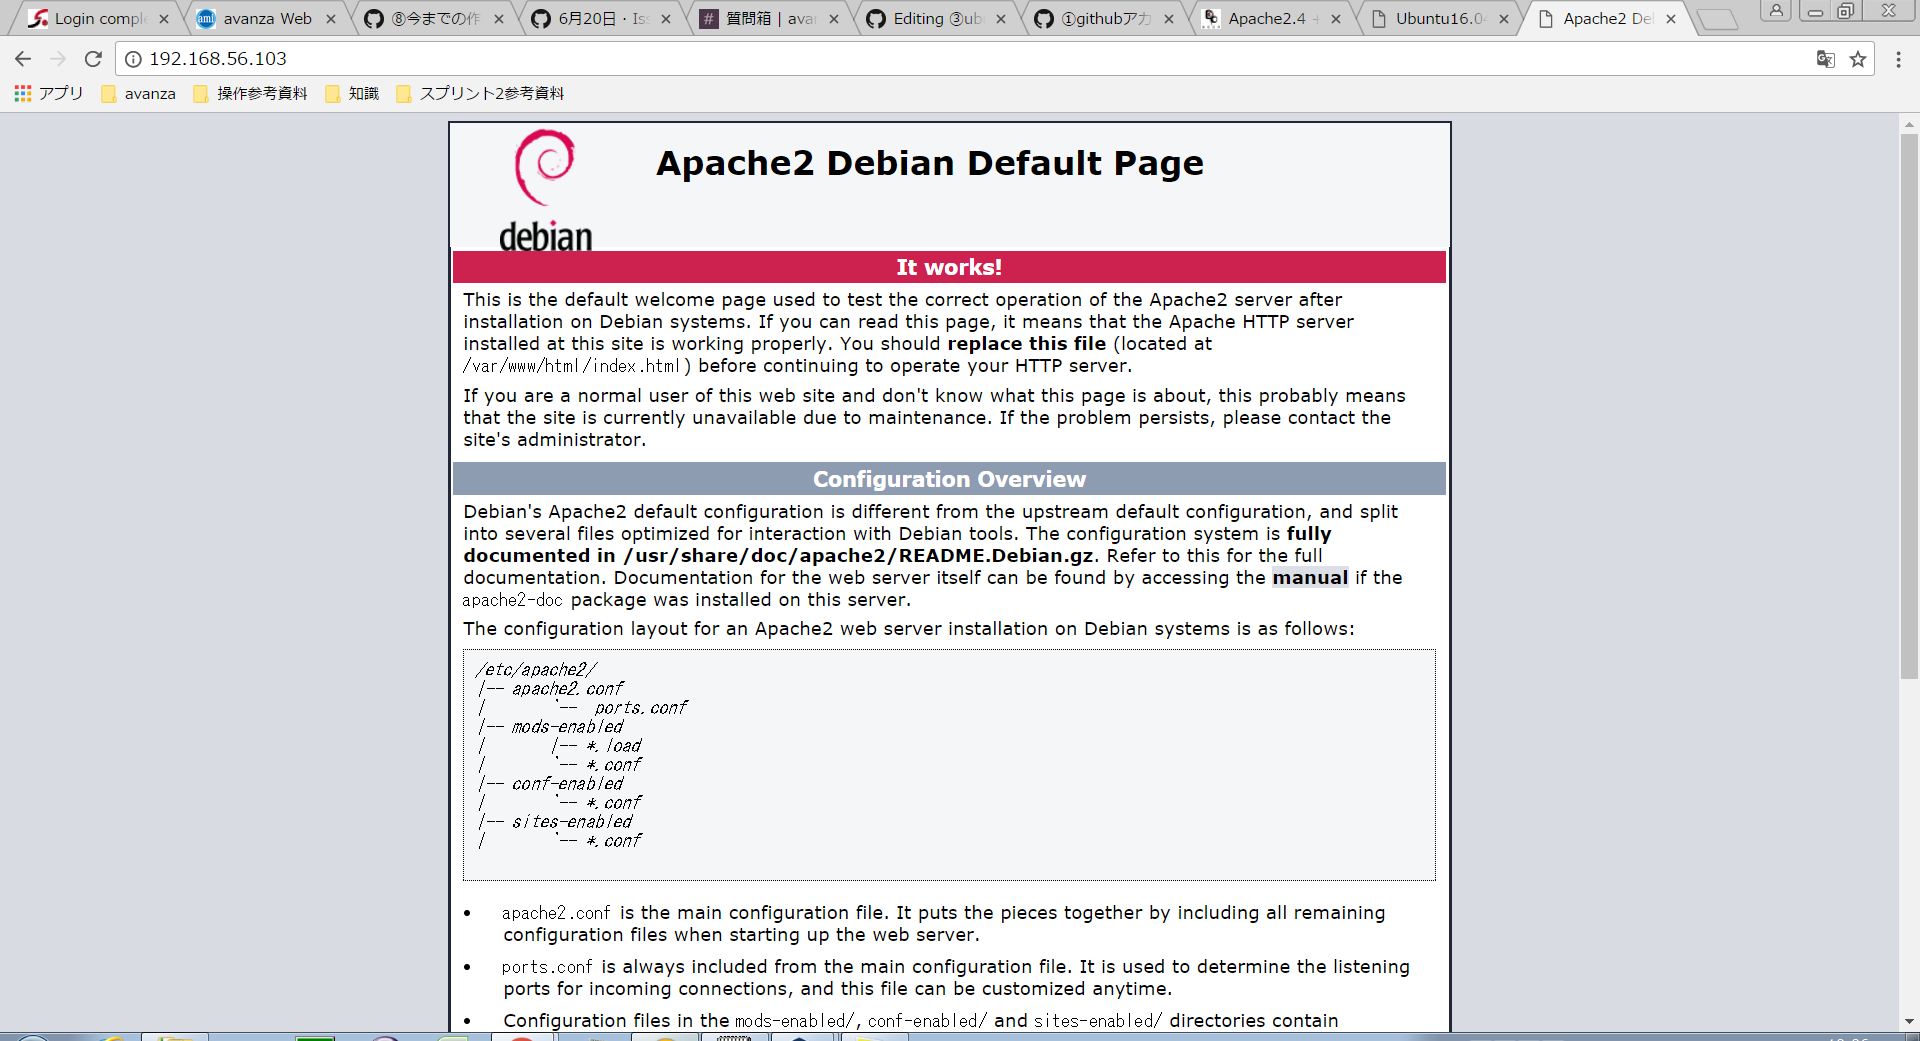 Login comple
avanza Web
⑧今までの作
6月20日 · Iss
質問箱 | avan
Editing ③ub
①githubアカ
Apache2.4 +
Ubuntu16.04
Apache2 Deb
192.168.56.103
アプリ avanza 操作参考資料 知識 スプリント2参考資料
debian
Apache2 Debian Default Page
It works!
This is the default welcome page used to test the correct operation of the Apache2 server after
installation on Debian systems. If you can read this page, it means that the Apache HTTP server
installed at this site is working properly. You should replace this file (located at
/var/www/html/index.html) before continuing to operate your HTTP server.
If you are a normal user of this web site and don't know what this page is about, this probably means
that the site is currently unavailable due to maintenance. If the problem persists, please contact the
site's administrator.
Configuration Overview
Debian's Apache2 default configuration is different from the upstream default configuration, and split
into several files optimized for interaction with Debian tools. The configuration system is fully
documented in /usr/share/doc/apache2/README.Debian.gz. Refer to this for the full
documentation. Documentation for the web server itself can be found by accessing the manual if the
apache2-doc package was installed on this server.
The configuration layout for an Apache2 web server installation on Debian systems is as follows:
/etc/apache2/
|-- apache2.conf
|       `--  ports.conf
|-- mods-enabled
|       |-- *.load
|       `-- *.conf
|-- conf-enabled
|       `-- *.conf
|-- sites-enabled
|       `-- *.conf
• apache2.conf is the main configuration file. It puts the pieces together by including all remaining
configuration files when starting up the web server.
• ports.conf is always included from the main configuration file. It is used to determine the listening
ports for incoming connections, and this file can be customized anytime.
• Configuration files in the mods-enabled/, conf-enabled/ and sites-enabled/ directories contain